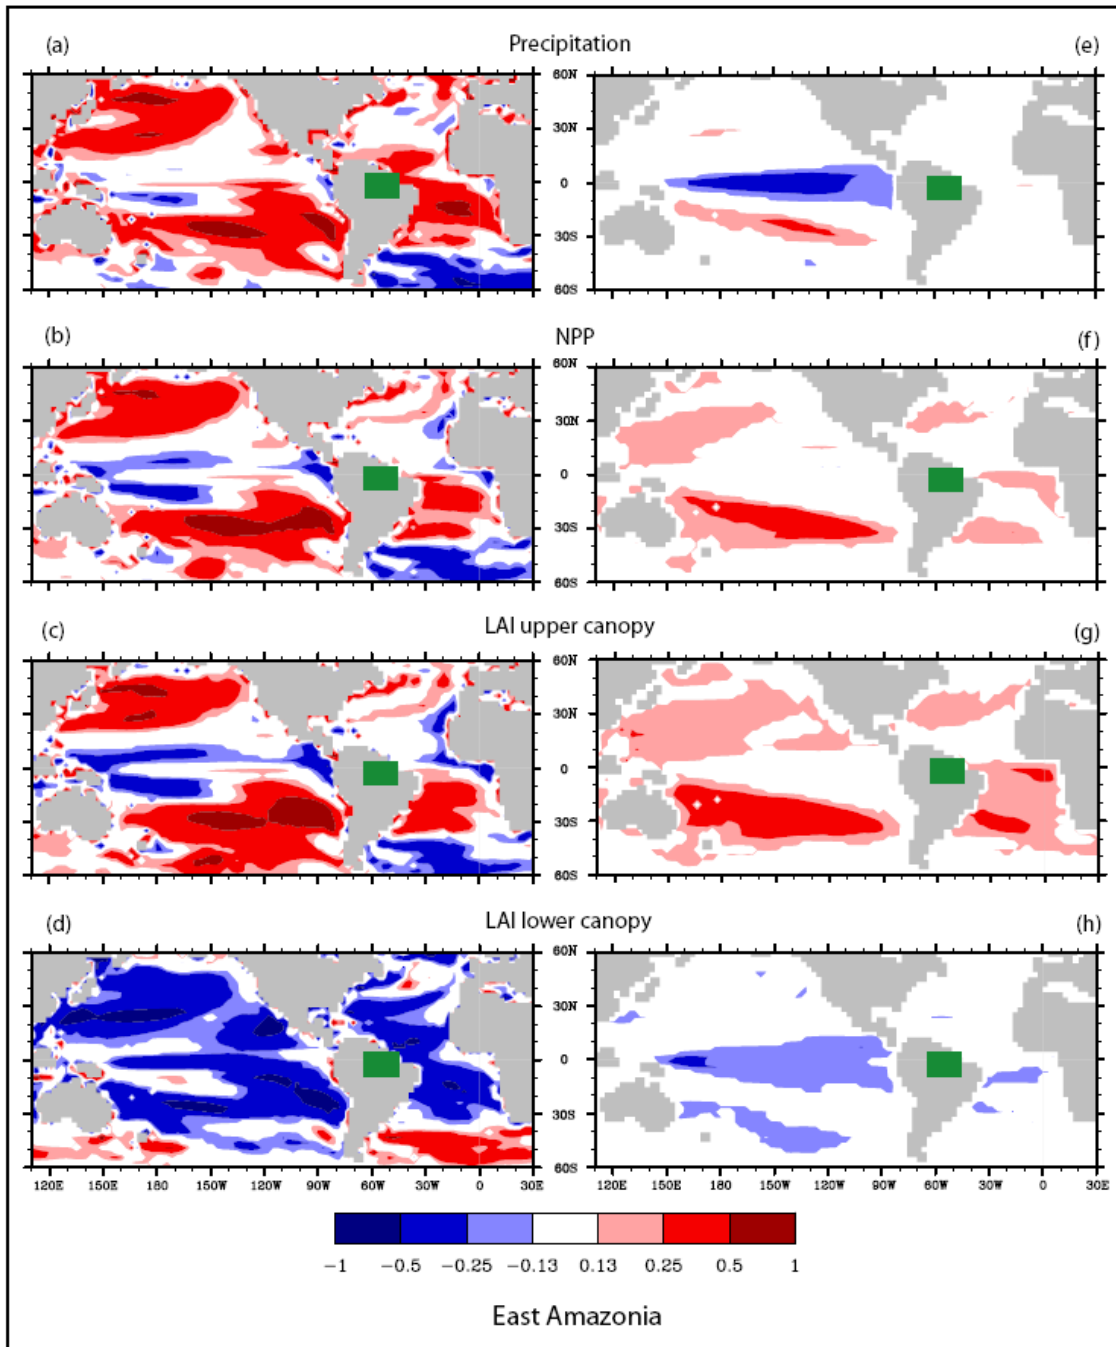 (a) Precipitation (e)
60N
30N
0
30S
60S
(b) NPP (f)
60N
30N
0
30S
60S
(c) LAI upper canopy (g)
60N
30N
0
30S
60S
(d) LAI lower canopy (h)
60N
30N
0
30S
60S
120E 150E 180 150W 120W 90W 60W 30W 0 30E 120E 150E 180 150W 120W 90W 60W 30W 0 30E
−1 −0.5 −0.25 −0.13 0.13 0.25 0.5 1
East Amazonia